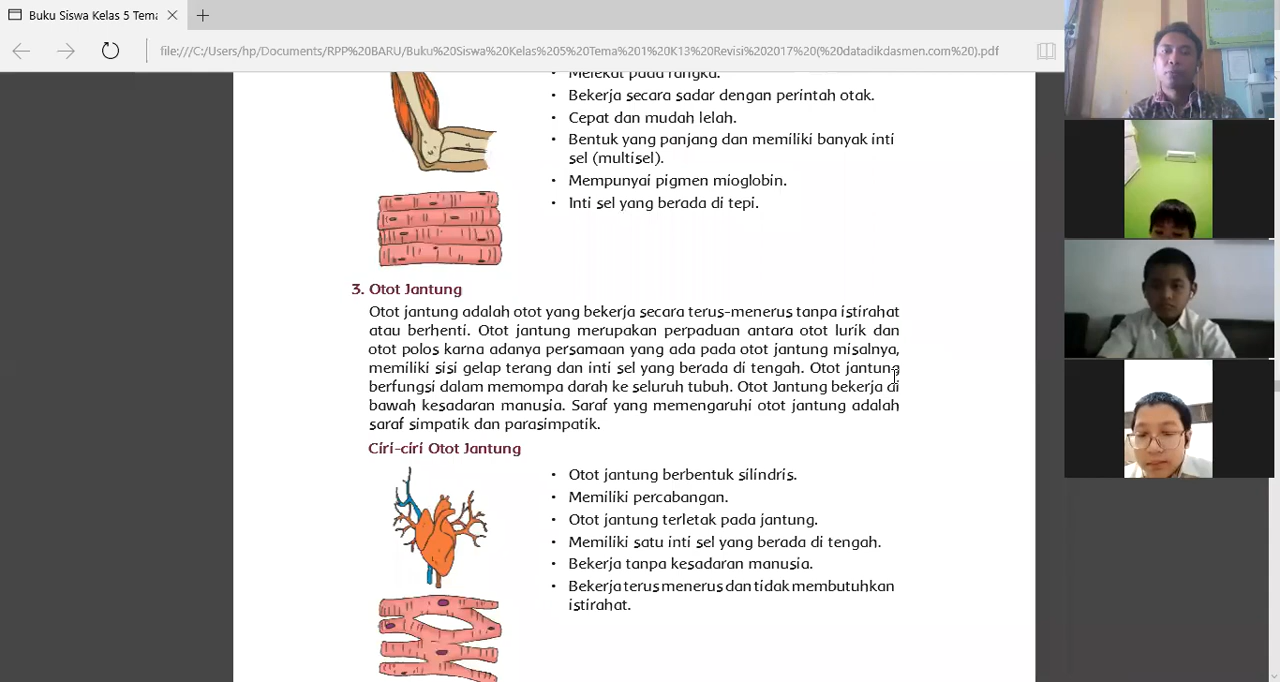 Buku Siswa Kelas 5 Tema
file:///C:/Users/hp/Documents/RPP%20BARU/Buku%20Siswa%20Kelas%205%20Tema%201%20K13%20Revisi%202017%20(%20datadikdasmen.com%20).pdf
• Melekat pada rangka.
• Bekerja secara sadar dengan perintah otak.
• Cepat dan mudah lelah.
• Bentuk yang panjang dan memiliki banyak inti
sel (multisel).
• Mempunyai pigmen mioglobin.
• Inti sel yang berada di tepi.
3. Otot Jantung
Otot jantung adalah otot yang bekerja secara terus-menerus tanpa istirahat
atau berhenti. Otot jantung merupakan perpaduan antara otot lurik dan
otot polos karna adanya persamaan yang ada pada otot jantung misalnya,
memiliki sisi gelap terang dan inti sel yang berada di tengah. Otot jantung
berfungsi dalam memompa darah ke seluruh tubuh. Otot Jantung bekerja di
bawah kesadaran manusia. Saraf yang memengaruhi otot jantung adalah
saraf simpatik dan parasimpatik.
Ciri-ciri Otot Jantung
• Otot jantung berbentuk silindris.
• Memiliki percabangan.
• Otot jantung terletak pada jantung.
• Memiliki satu inti sel yang berada di tengah.
• Bekerja tanpa kesadaran manusia.
• Bekerja terus menerus dan tidak membutuhkan
istirahat.